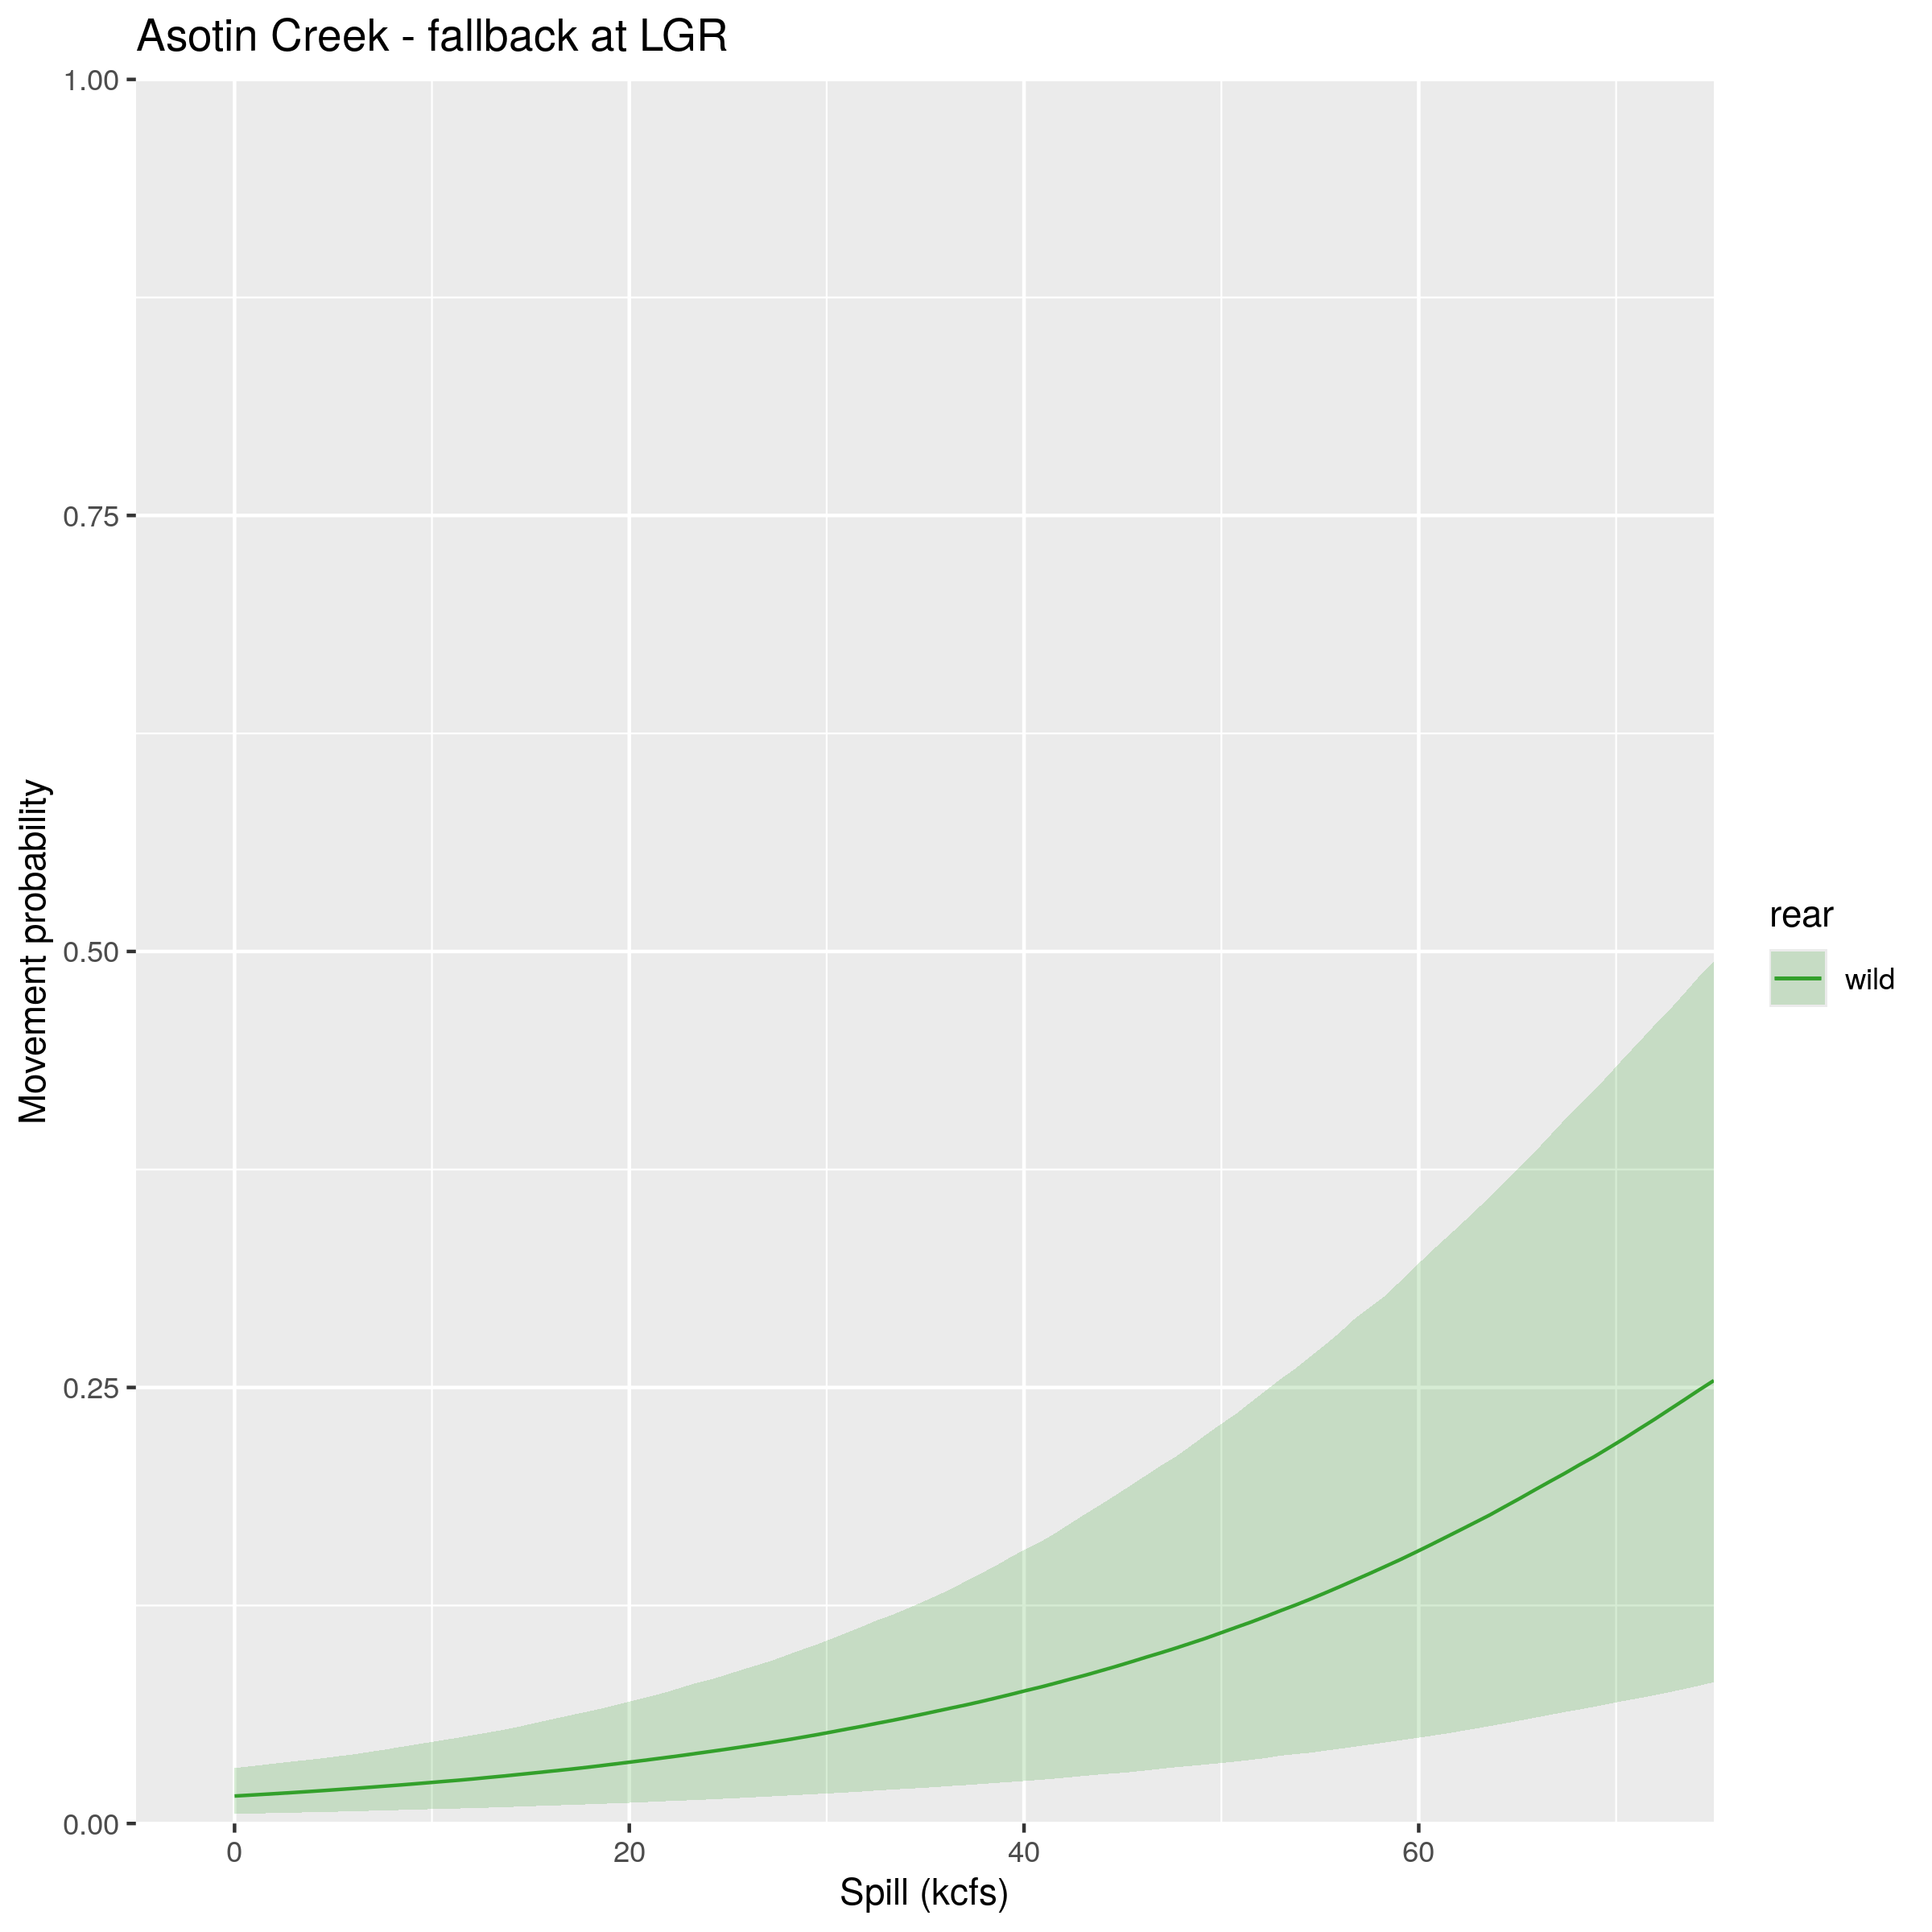 Asotin Creek - fallback at LGR
1.00
0.75
0.50
0.25
0.00
Movement probability
0 20 40 60
Spill (kcfs)
rear
wild